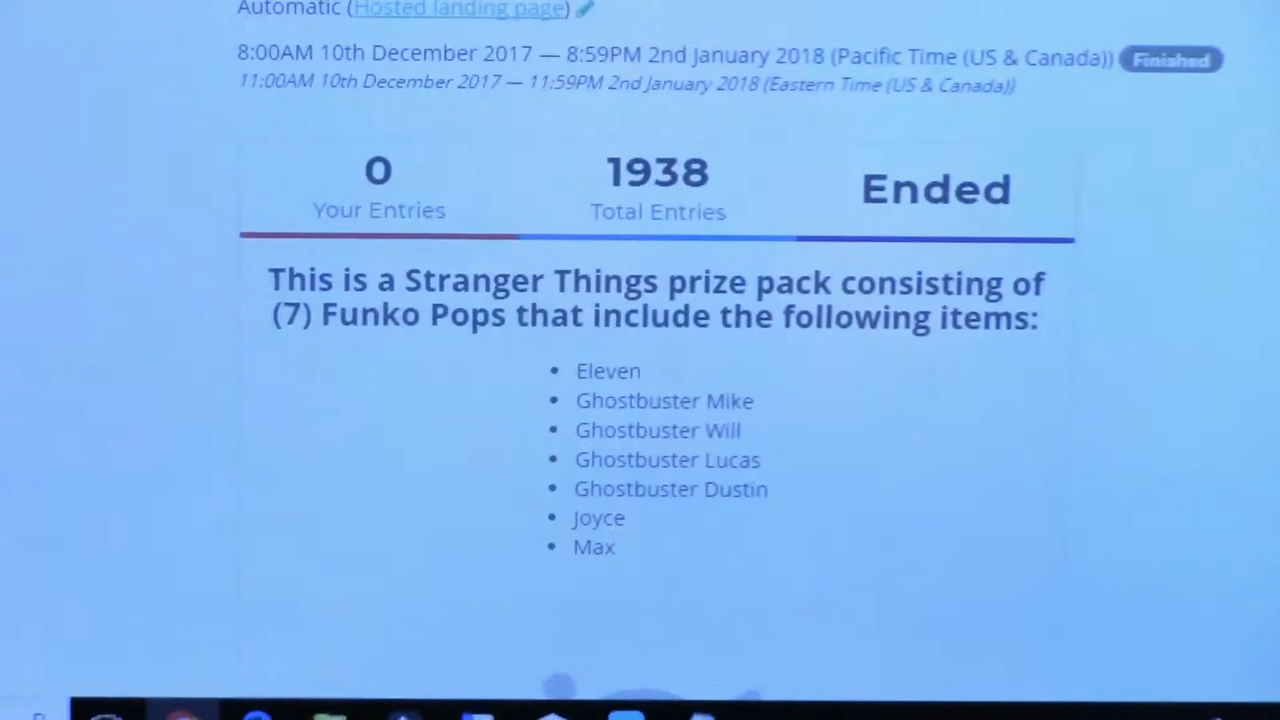 Automatic (Hosted landing page)
8:00AM 10th December 2017 — 8:59PM 2nd January 2018 (Pacific Time (US & Canada)) Finished
11:00AM 10th December 2017 — 11:59PM 2nd January 2018 (Eastern Time (US & Canada))
0 1938 Ended
Your Entries Total Entries
This is a Stranger Things prize pack consisting of
(7) Funko Pops that include the following items:
• Eleven
• Ghostbuster Mike
• Ghostbuster Will
• Ghostbuster Lucas
• Ghostbuster Dustin
• Joyce
• Max